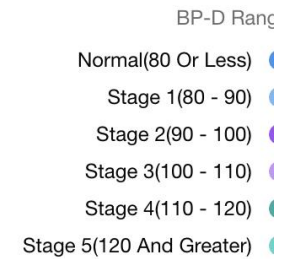 BP-D Rang
Normal(80 Or Less)
Stage 1(80 - 90)
Stage 2(90 - 100)
Stage 3(100 - 110)
Stage 4(110 - 120)
Stage 5(120 And Greater)